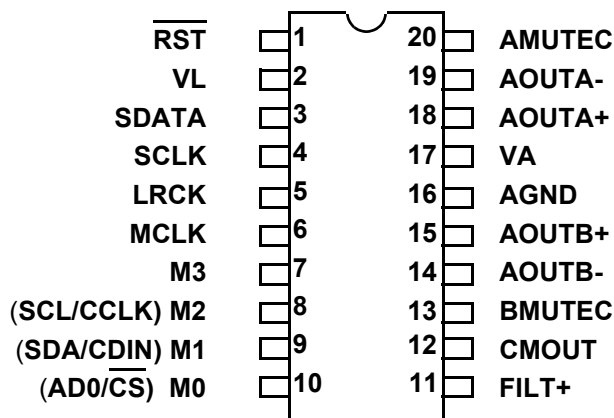 RST 1 20 AMUTEC
VL 2 19 AOUTA-
SDATA 3 18 AOUTA+
SCLK 4 17 VA
LRCK 5 16 AGND
MCLK 6 15 AOUTB+
M3 7 14 AOUTB-
(SCL/CCLK) M2 8 13 BMUTEC
(SDA/CDIN) M1 9 12 CMOUT
(AD0/CS) M0 10 11 FILT+